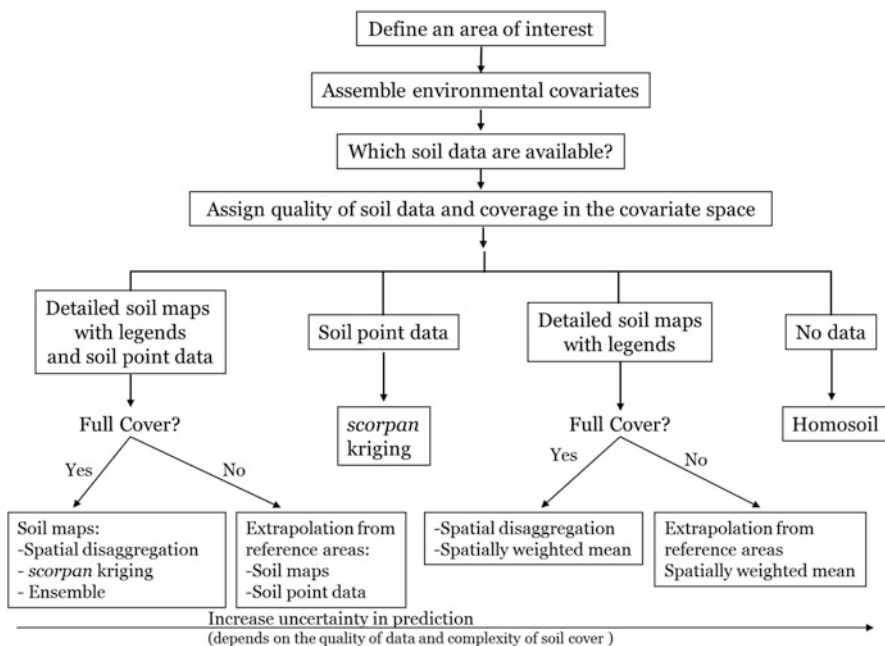 Define an area of interest
Assemble environmental covariates
Which soil data are available?
Assign quality of soil data and coverage in the covariate space
Detailed soil maps
with legends
and soil point data
Soil point data
Detailed soil maps
with legends
No data
Full Cover?
scorpan
kriging
Full Cover?
Homosoil
Yes
No
Yes
No
Soil maps:
-Spatial disaggregation
- scorpan kriging
- Ensemble
Extrapolation from
reference areas:
-Soil maps
-Soil point data
-Spatial disaggregation
-Spatially weighted mean
Extrapolation from
reference areas
Spatially weighted mean
Increase uncertainty in prediction
(depends on the quality of data and complexity of soil cover )